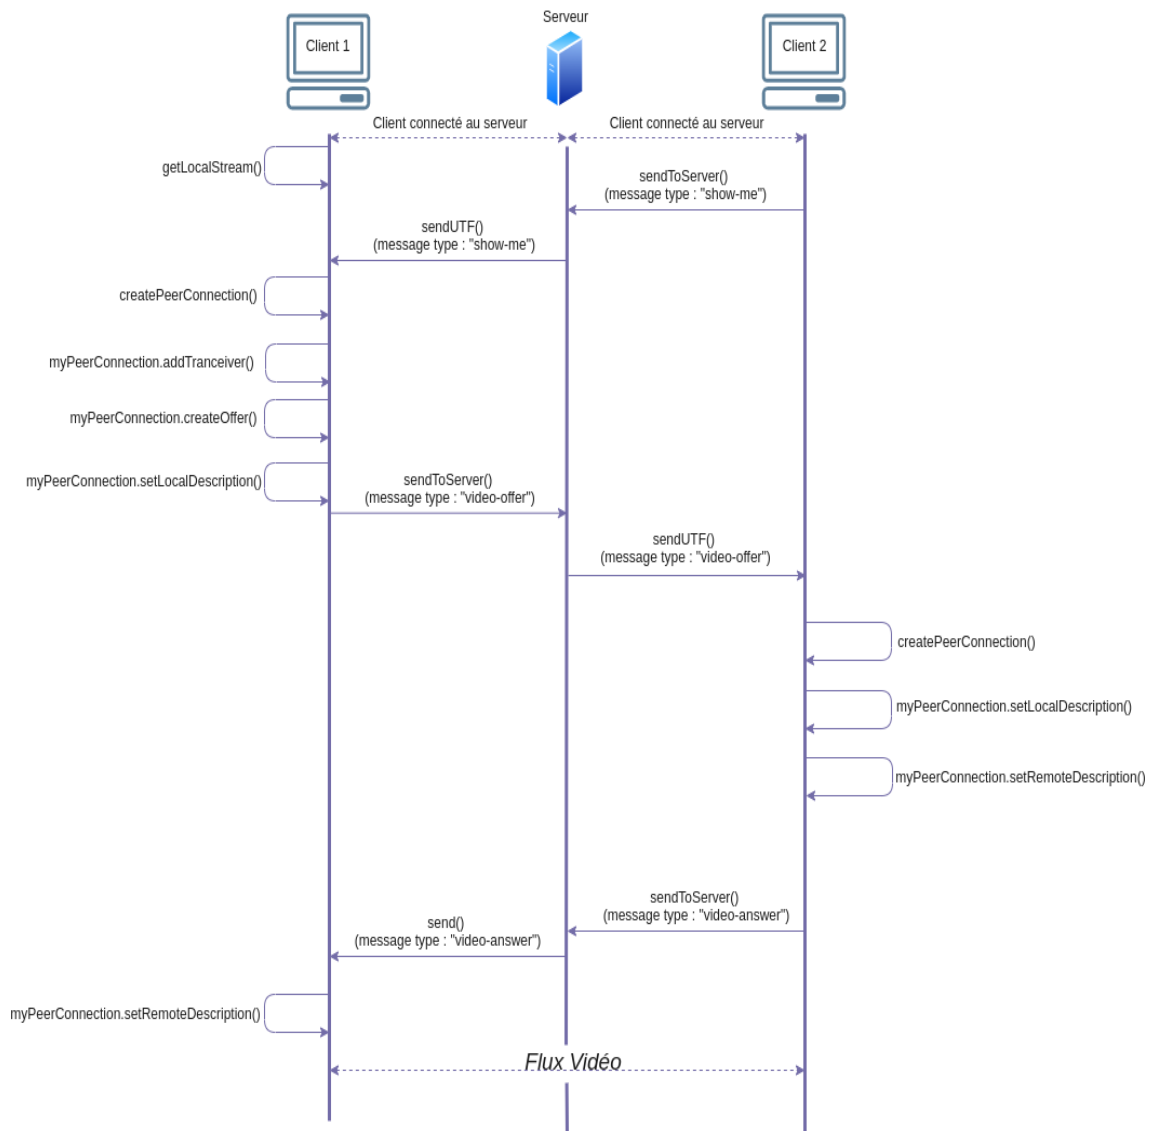 Serveur
Client 1
Client 2
Client connecté au serveur
Client connecté au serveur
getLocalStream()
sendToServer()
(message type : "show-me")
sendUTF()
(message type : "show-me")
createPeerConnection()
myPeerConnection.addTranceiver()
myPeerConnection.createOffer()
myPeerConnection.setLocalDescription()
sendToServer()
(message type : "video-offer")
sendUTF()
(message type : "video-offer")
createPeerConnection()
myPeerConnection.setLocalDescription()
myPeerConnection.setRemoteDescription()
sendToServer()
(message type : "video-answer")
send()
(message type : "video-answer")
myPeerConnection.setRemoteDescription()
Flux Vidéo